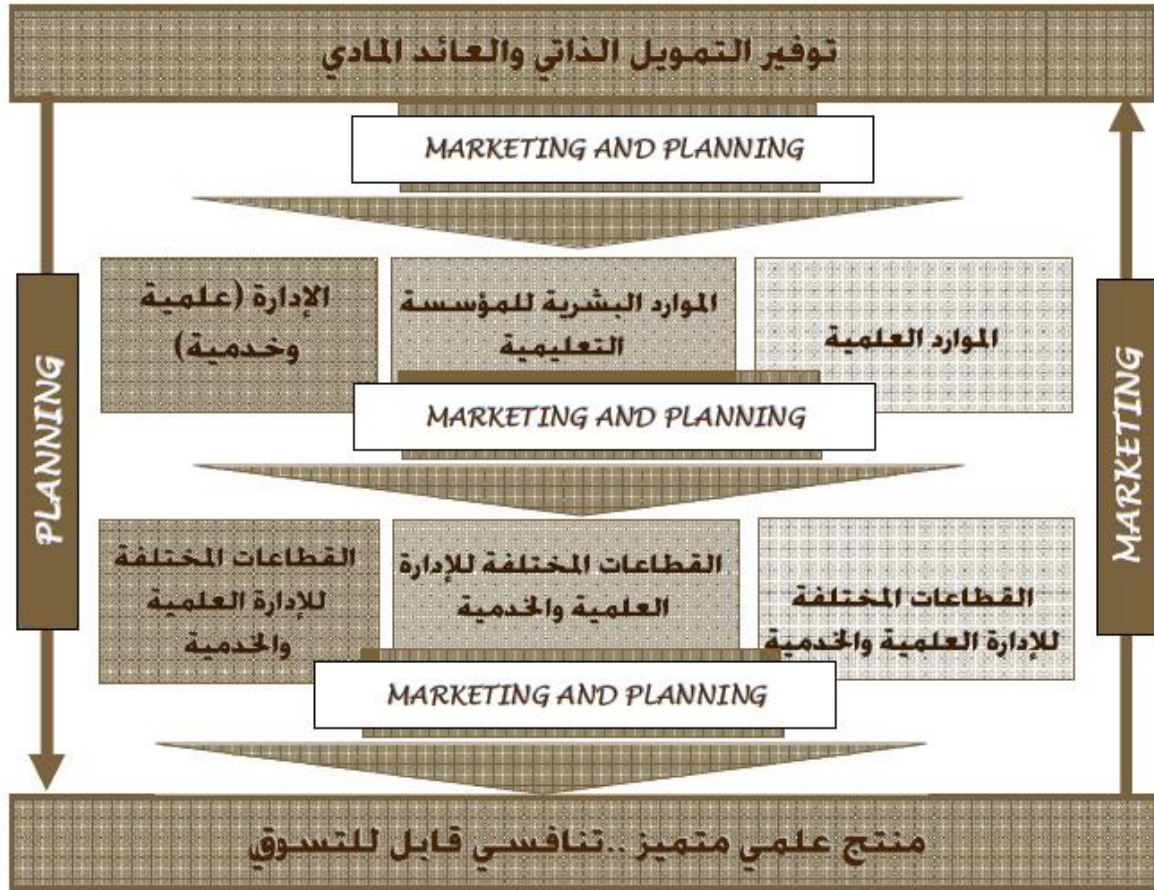 توفير التمويل الذاتي والعائد المادي
MARKETING AND PLANNING
الموارد العلمية
الموارد البشرية للمؤسسة
التعليمية
الإدارة (علمية
وخدمية)
MARKETING AND PLANNING
القطاعات المختلفة
للإدارة العلمية والخدمية
القطاعات المختلفة للإدارة
العلمية والخدمية
القطاعات المختلفة
للإدارة العلمية
والخدمية
MARKETING AND PLANNING
MARKETING
PLANNING
منتج علمي متميز ..تنافسي قابل للتسوق